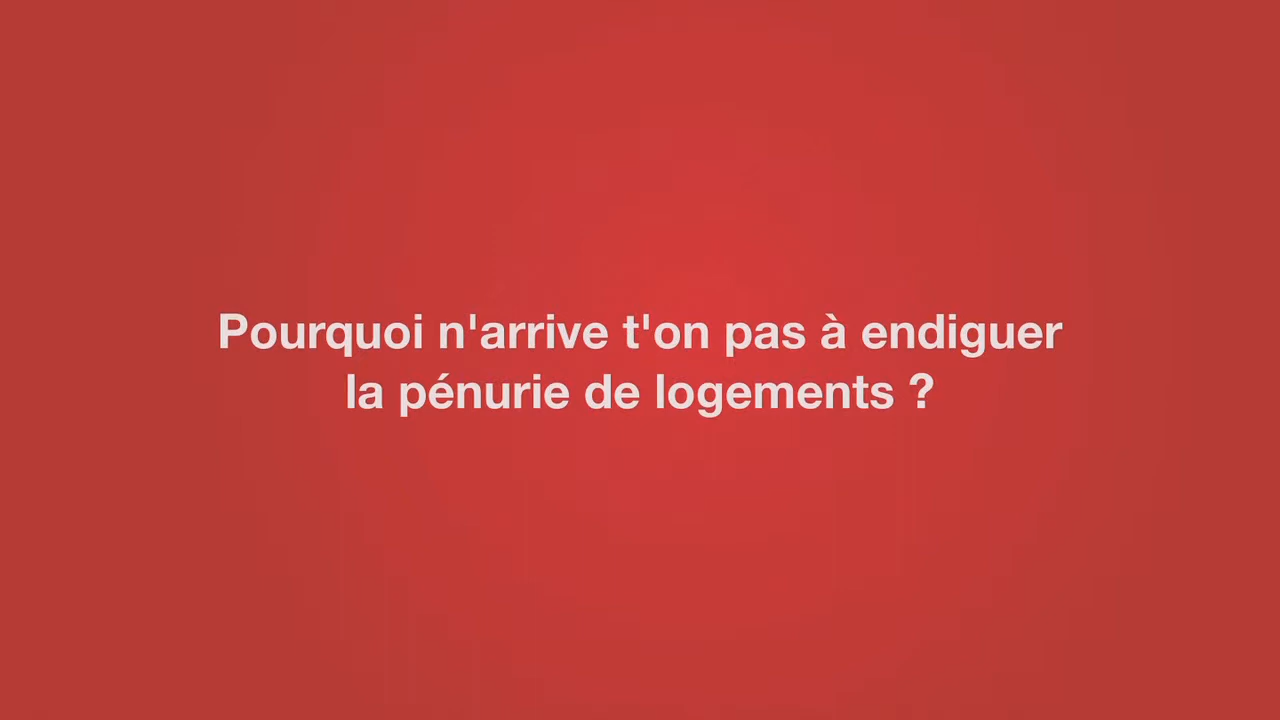 Pourquoi n'arrive t'on pas à endiguer
la pénurie de logements ?